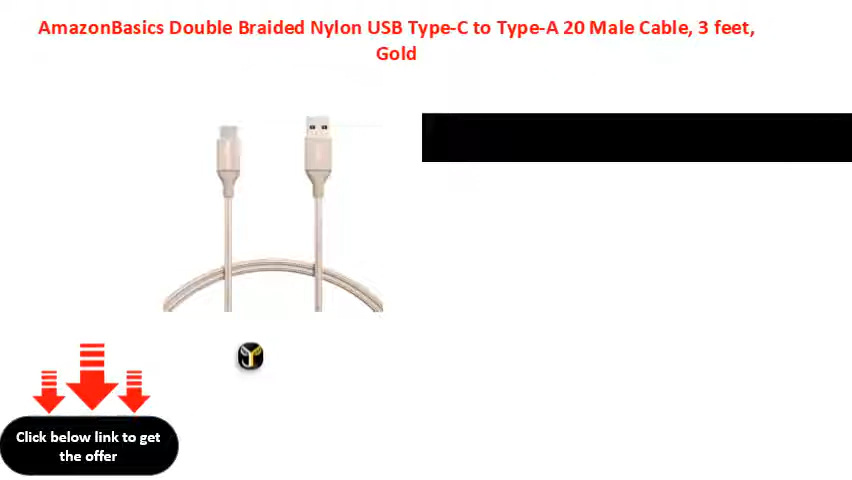 AmazonBasics Double Braided Nylon USB Type-C to Type-A 20 Male Cable, 3 feet,
Gold
Click below link to get
the offer